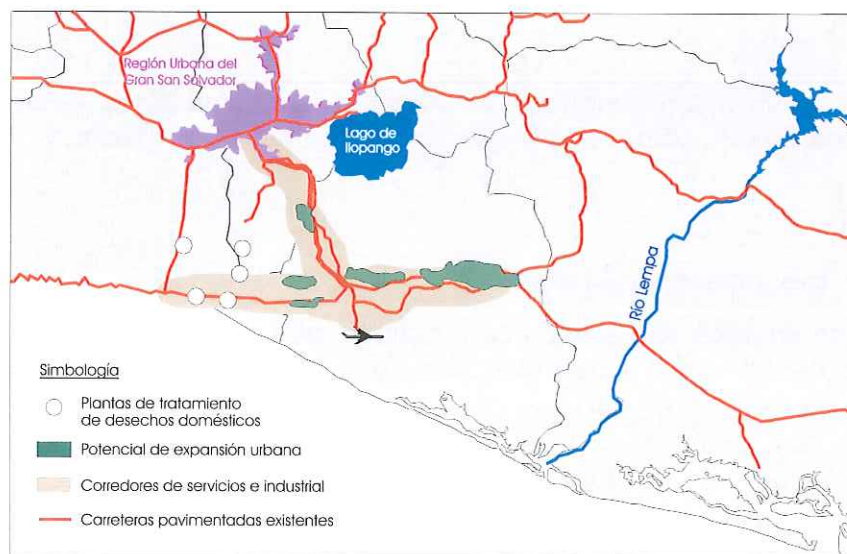 Región Urbana del
Gran San Salvador
Lago de
Ilopango
Río Lempa
Simbología
Plantas de tratamiento
de desechos domésticos
Potencial de expansión urbana
Corredores de servicios e industrial
Carreteras pavimentadas existentes